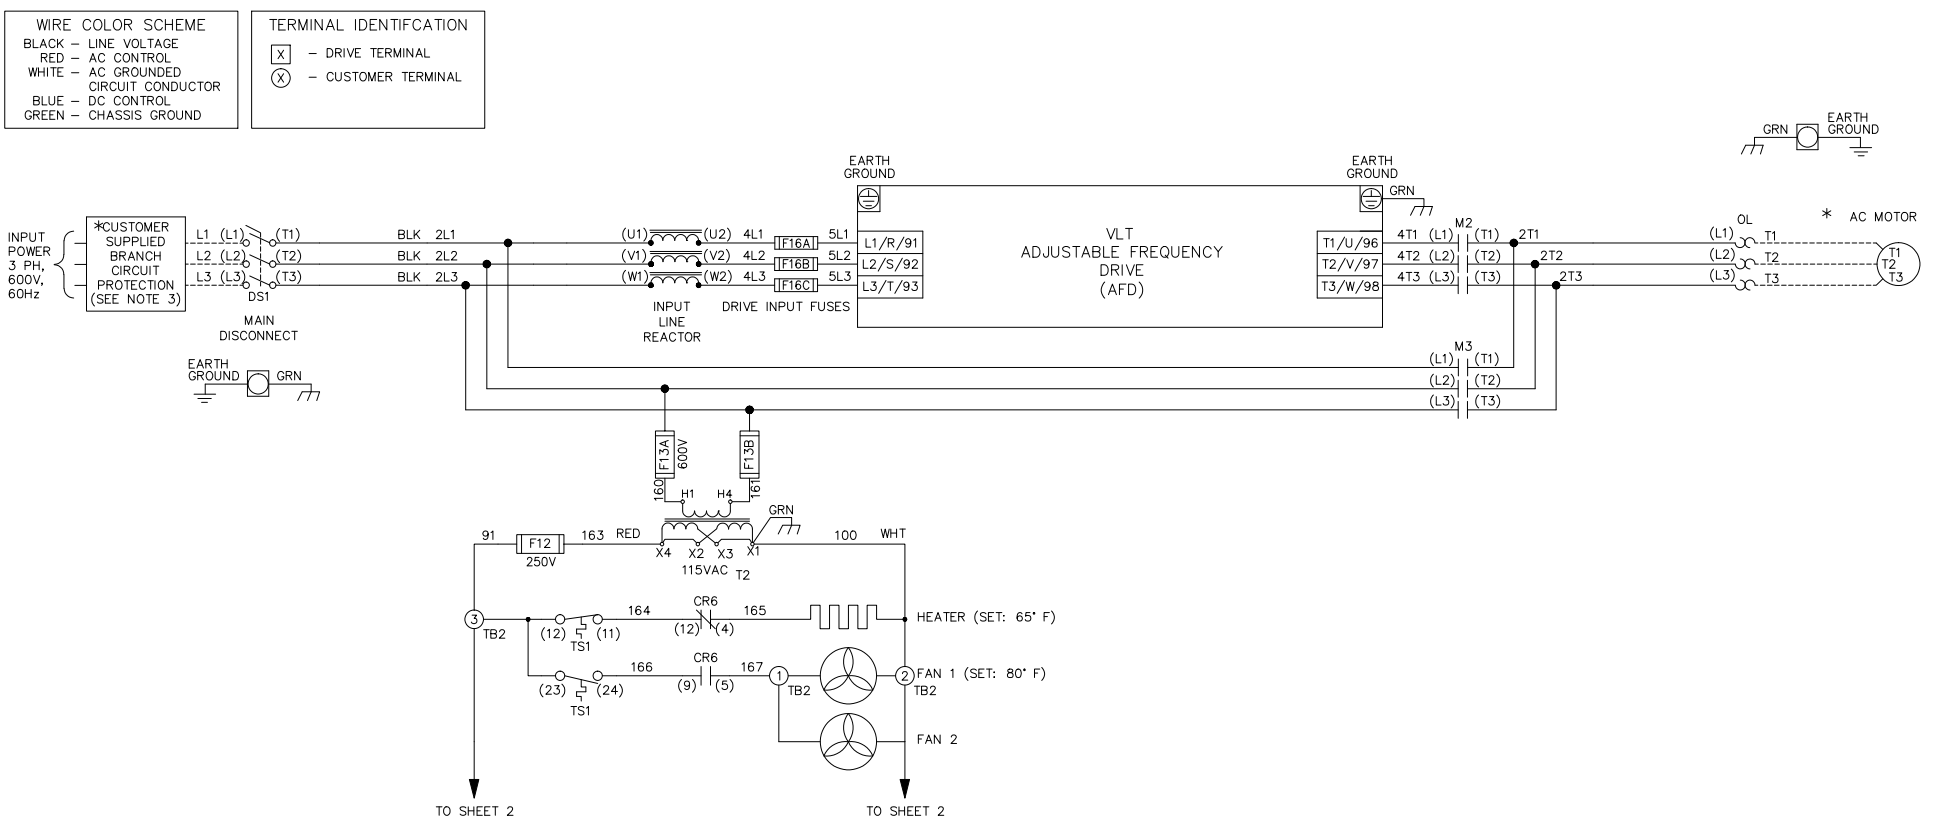 WIRE COLOR SCHEME
BLACK – LINE VOLTAGE
RED – AC CONTROL
WHITE – AC GROUNDED
CIRCUIT CONDUCTOR
BLUE – DC CONTROL
GREEN – CHASSIS GROUND
TERMINAL IDENTIFCATION
X – DRIVE TERMINAL
X – CUSTOMER TERMINAL
GRN
EARTH
GROUND
INPUT
POWER
3 PH,
600V,
60Hz
*CUSTOMER
SUPPLIED
BRANCH
CIRCUIT
PROTECTION
(SEE NOTE 3)
L1 (L1) (T1)
L2 (L2) (T2)
L3 (L3) (T3)
DS1
MAIN
DISCONNECT
BLK 2L1
BLK 2L2
BLK 2L3
(U1) (U2) 4L1 F16A 5L1
(V1) (V2) 4L2 F16B 5L2
(W1) (W2) 4L3 F16C 5L3
INPUT
LINE
REACTOR
DRIVE INPUT FUSES
EARTH
GROUND
L1/R/91
L2/S/92
L3/T/93
VLT
ADJUSTABLE FREQUENCY
DRIVE
(AFD)
EARTH
GROUND
GRN
T1/U/96
T2/V/97
T3/W/98
M2
4T1 (L1) (T1) 2T1
4T2 (L2) (T2) 2T2
4T3 (L3) (T3) 2T3
OL
(L1) T1
(L2) T2
(L3) T3
* AC MOTOR
T1
T2
T3
M3
(L1) (T1)
(L2) (T2)
(L3) (T3)
EARTH
GROUND
GRN
F13A
600V
F13B
160
161
H1 H4
GRN
91 F12 163 RED
250V
X4 X2 X3 X1
100 WHT
115VAC T2
3
TB2
(12) (11)
TS1
164
CR6
(12) (4)
165
HEATER (SET: 65° F)
(23) (24)
TS1
166
CR6
(9) (5)
167
1
TB2
2
TB2
FAN 1 (SET: 80° F)
FAN 2
TO SHEET 2
TO SHEET 2